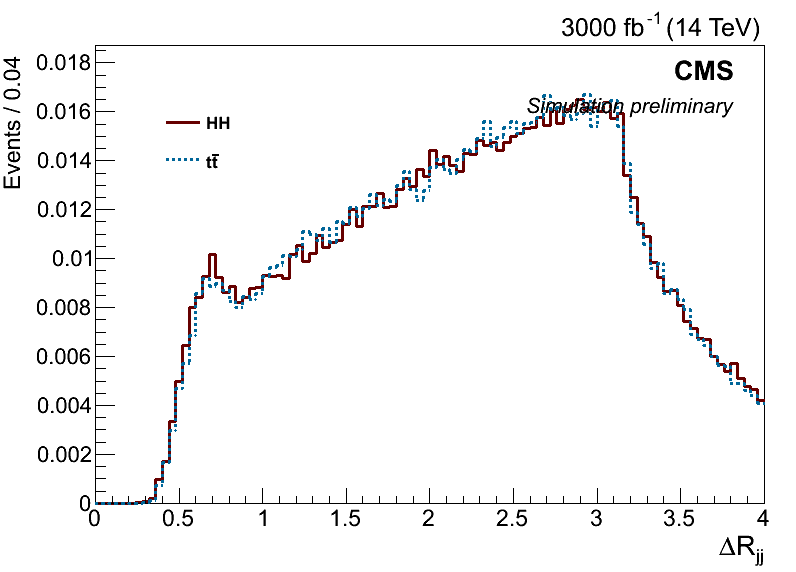 3000 fb⁻¹ (14 TeV)
CMS
Simulation preliminary
Events / 0.04
HH
tt̅
0.018
0.016
0.014
0.012
0.01
0.008
0.006
0.004
0.002
0
0 0.5 1 1.5 2 2.5 3 3.5 4
ΔRjj